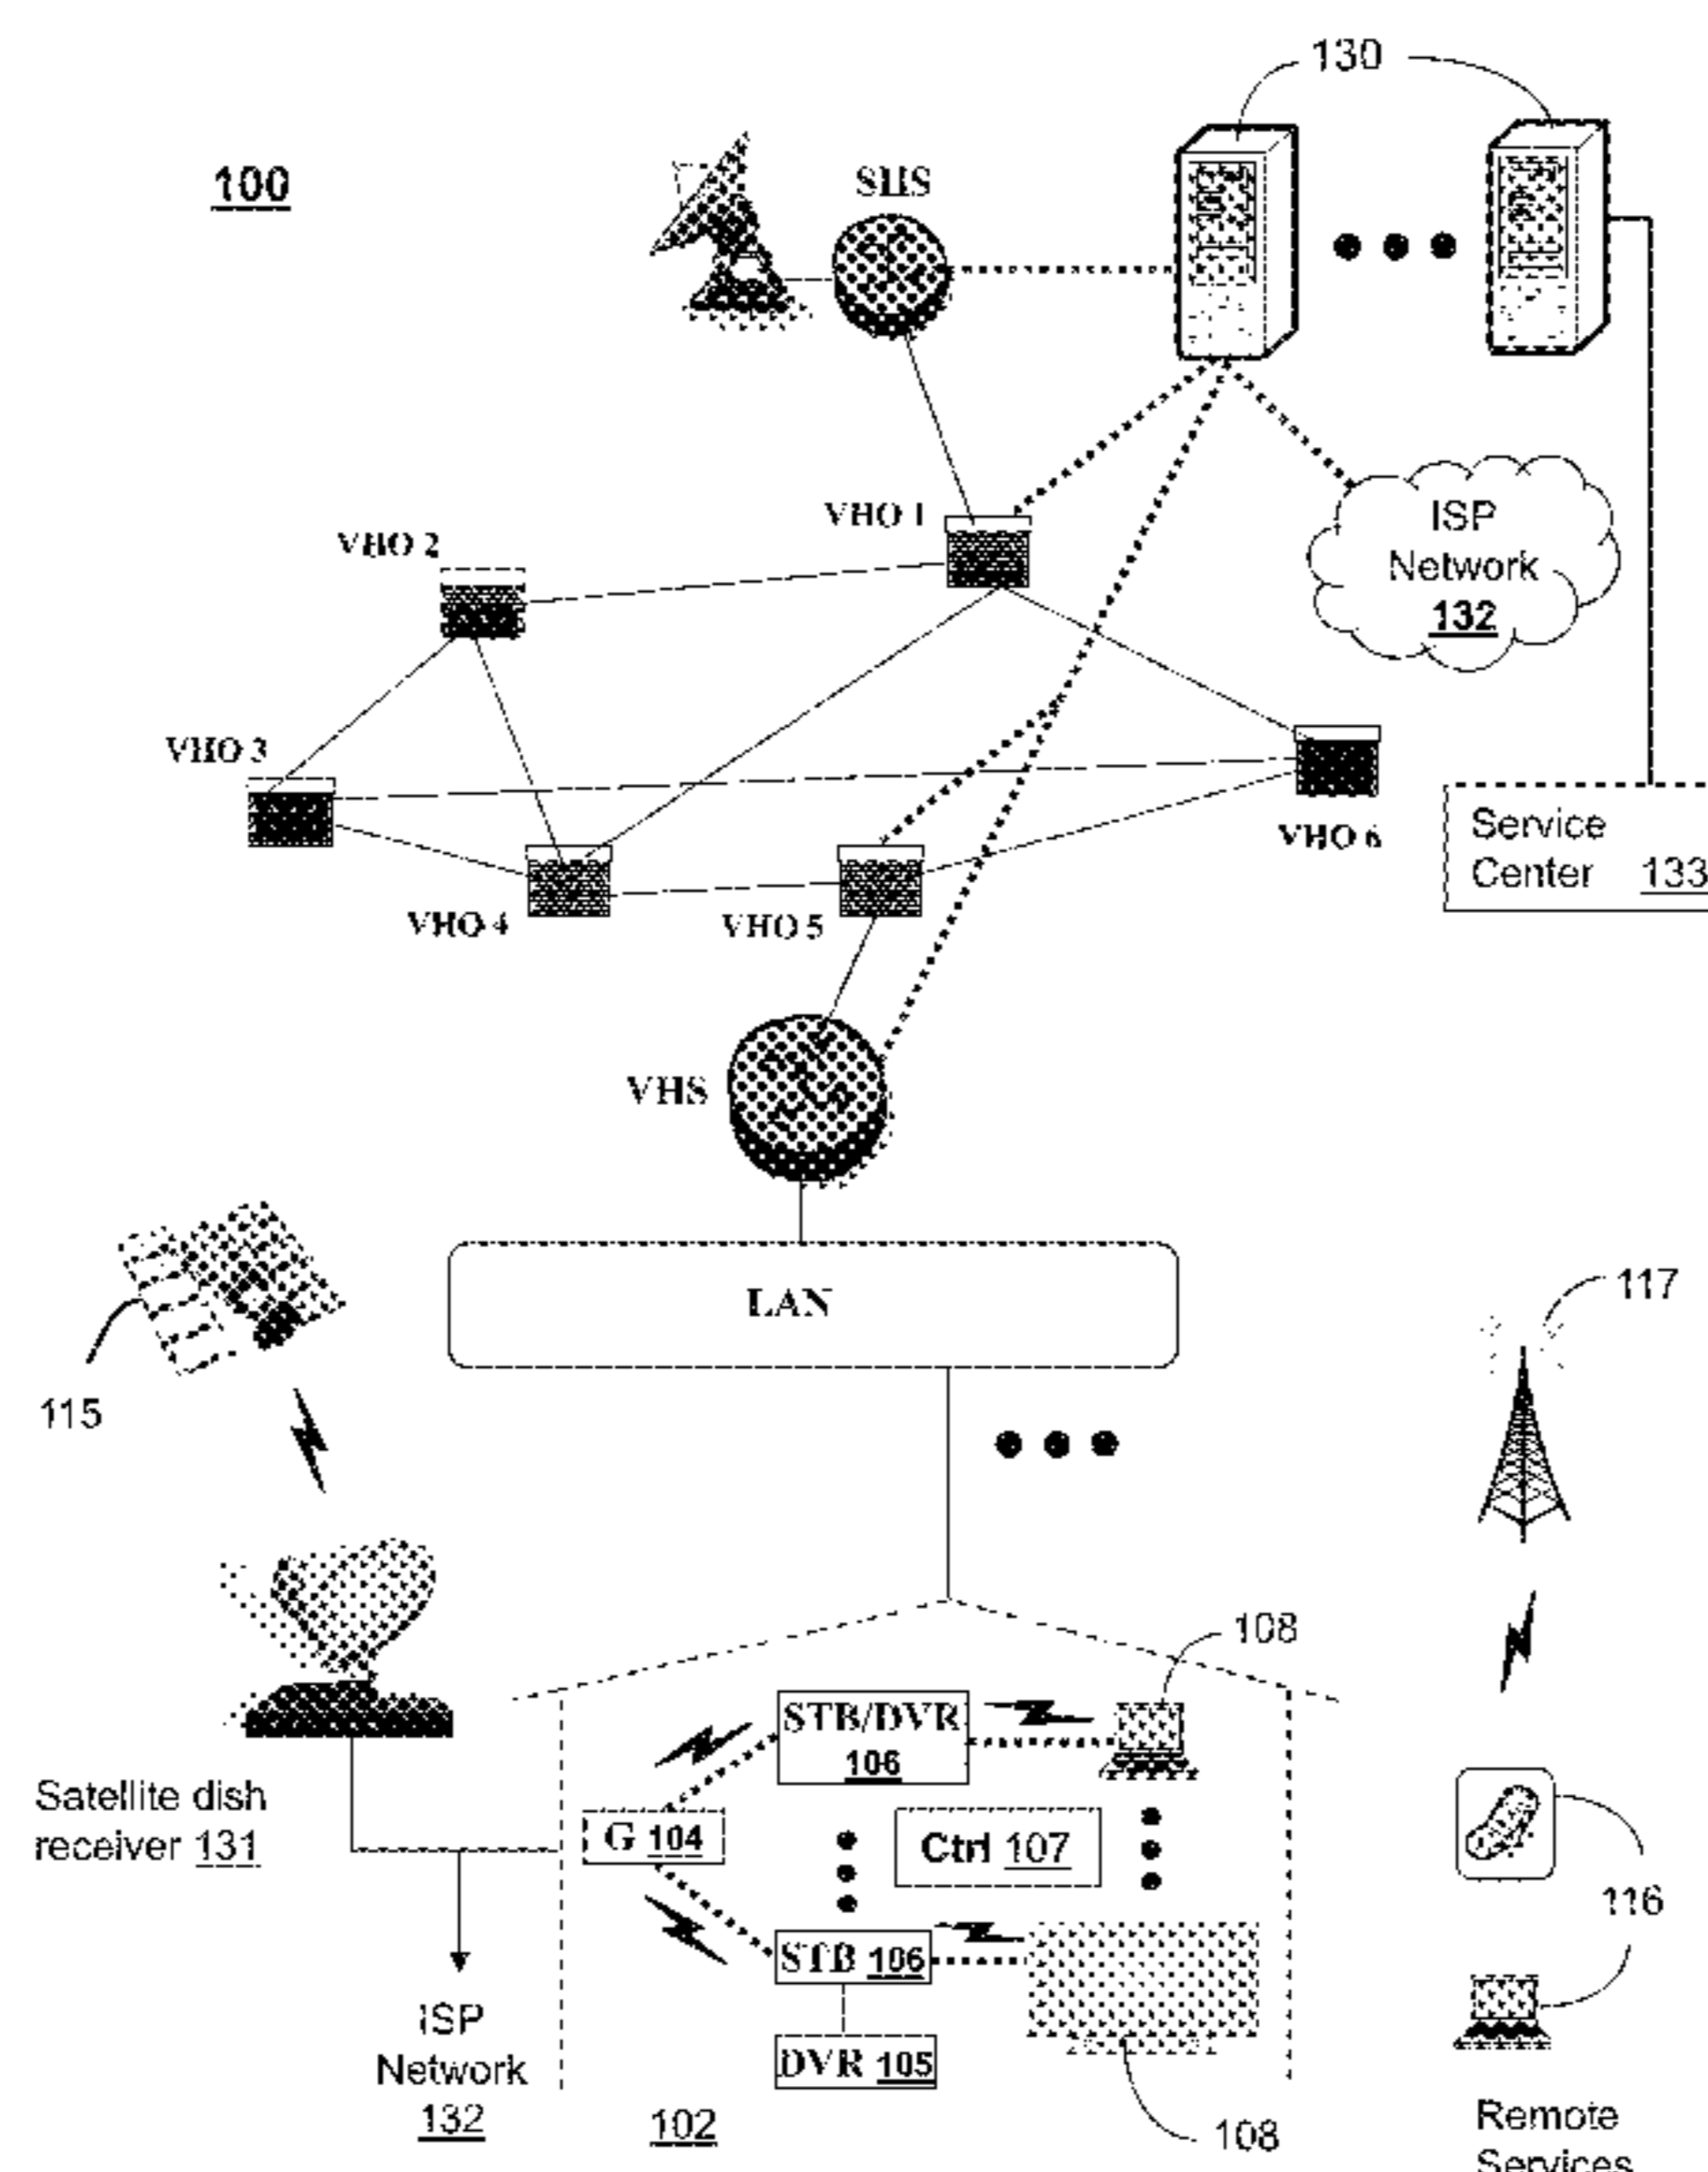 130
100
SHS
VHO 1
ISP
Network
132
VHO 2
VHO 3
VHO 6
Service
Center 133
VHO 4
VHO 5
VHS
LAN
117
115
108
STB/DVR
106
Satellite dish
receiver 131
G 104
Ctrl 107
116
STB 106
ISP
Network
132
DVR 105
102
108
Remote
Services